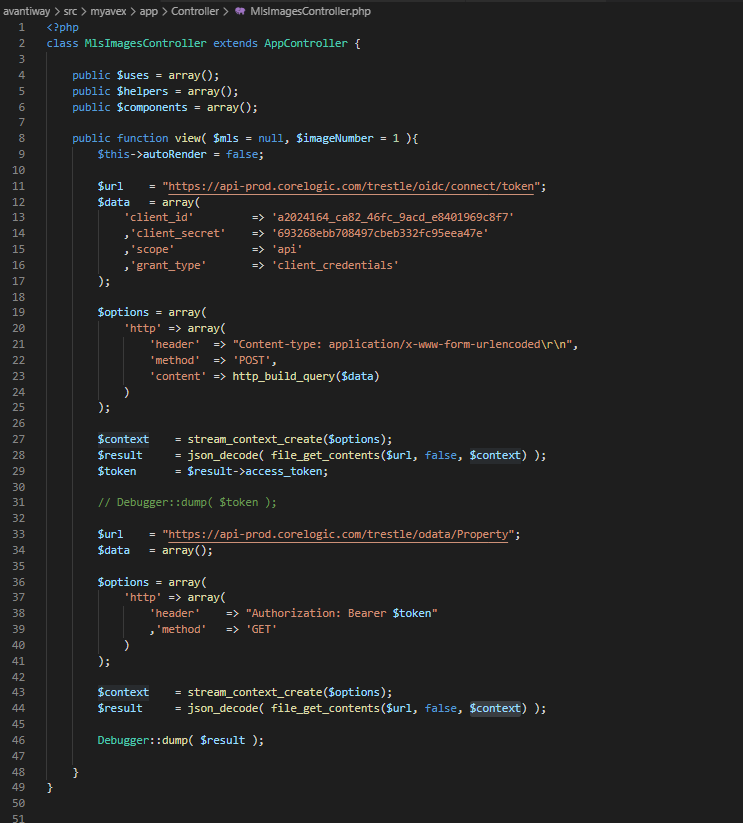 avantiway > src > myavex > app > Controller > MlsImagesController.php
1 <?php
2 class MlsImagesController extends AppController {
3
4 public $uses = array();
5 public $helpers = array();
6 public $components = array();
7
8 public function view( $mls = null, $imageNumber = 1 ){
9 $this->autoRender = false;
10
11 $url = "https://api-prod.corelogic.com/trestle/oidc/connect/token";
12 $data = array(
13 'client_id' => 'a2024164_ca82_46fc_9acd_e8401969c8f7'
14 ,'client_secret' => '693268ebb708497cbeb332fc95eea47e'
15 ,'scope' => 'api'
16 ,'grant_type' => 'client_credentials'
17 );
18
19 $options = array(
20 'http' => array(
21 'header' => "Content-type: application/x-www-form-urlencoded\r\n",
22 'method' => 'POST',
23 'content' => http_build_query($data)
24 )
25 );
26
27 $context = stream_context_create($options);
28 $result = json_decode( file_get_contents($url, false, $context) );
29 $token = $result->access_token;
30
31 // Debugger::dump( $token );
32
33 $url = "https://api-prod.corelogic.com/trestle/odata/Property";
34 $data = array();
35
36 $options = array(
37 'http' => array(
38 'header' => "Authorization: Bearer $token"
39 ,'method' => 'GET'
40 )
41 );
42
43 $context = stream_context_create($options);
44 $result = json_decode( file_get_contents($url, false, $context) );
45
46 Debugger::dump( $result );
47
48 }
49 }
50
51